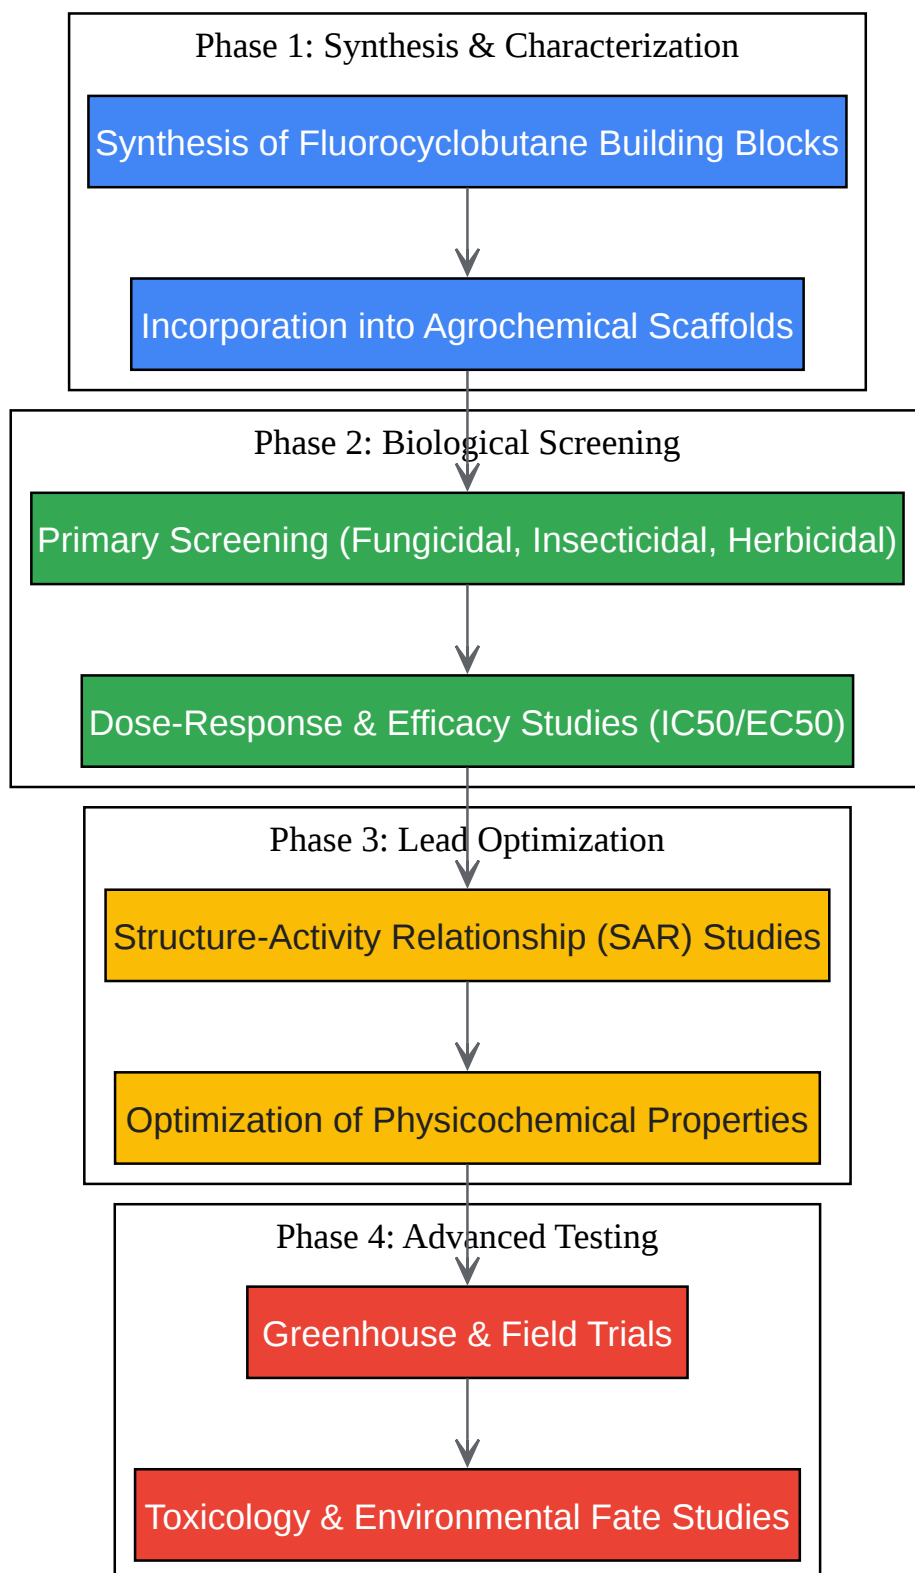 Phase 1: Synthesis & Characterization
Synthesis of Fluorocyclobutane Building Blocks
Incorporation into Agrochemical Scaffolds
Phase 2: Biological Screening
Primary Screening (Fungicidal, Insecticidal, Herbicidal)
Dose-Response & Efficacy Studies (IC50/EC50)
Phase 3: Lead Optimization
Structure-Activity Relationship (SAR) Studies
Optimization of Physicochemical Properties
Phase 4: Advanced Testing
Greenhouse & Field Trials
Toxicology & Environmental Fate Studies